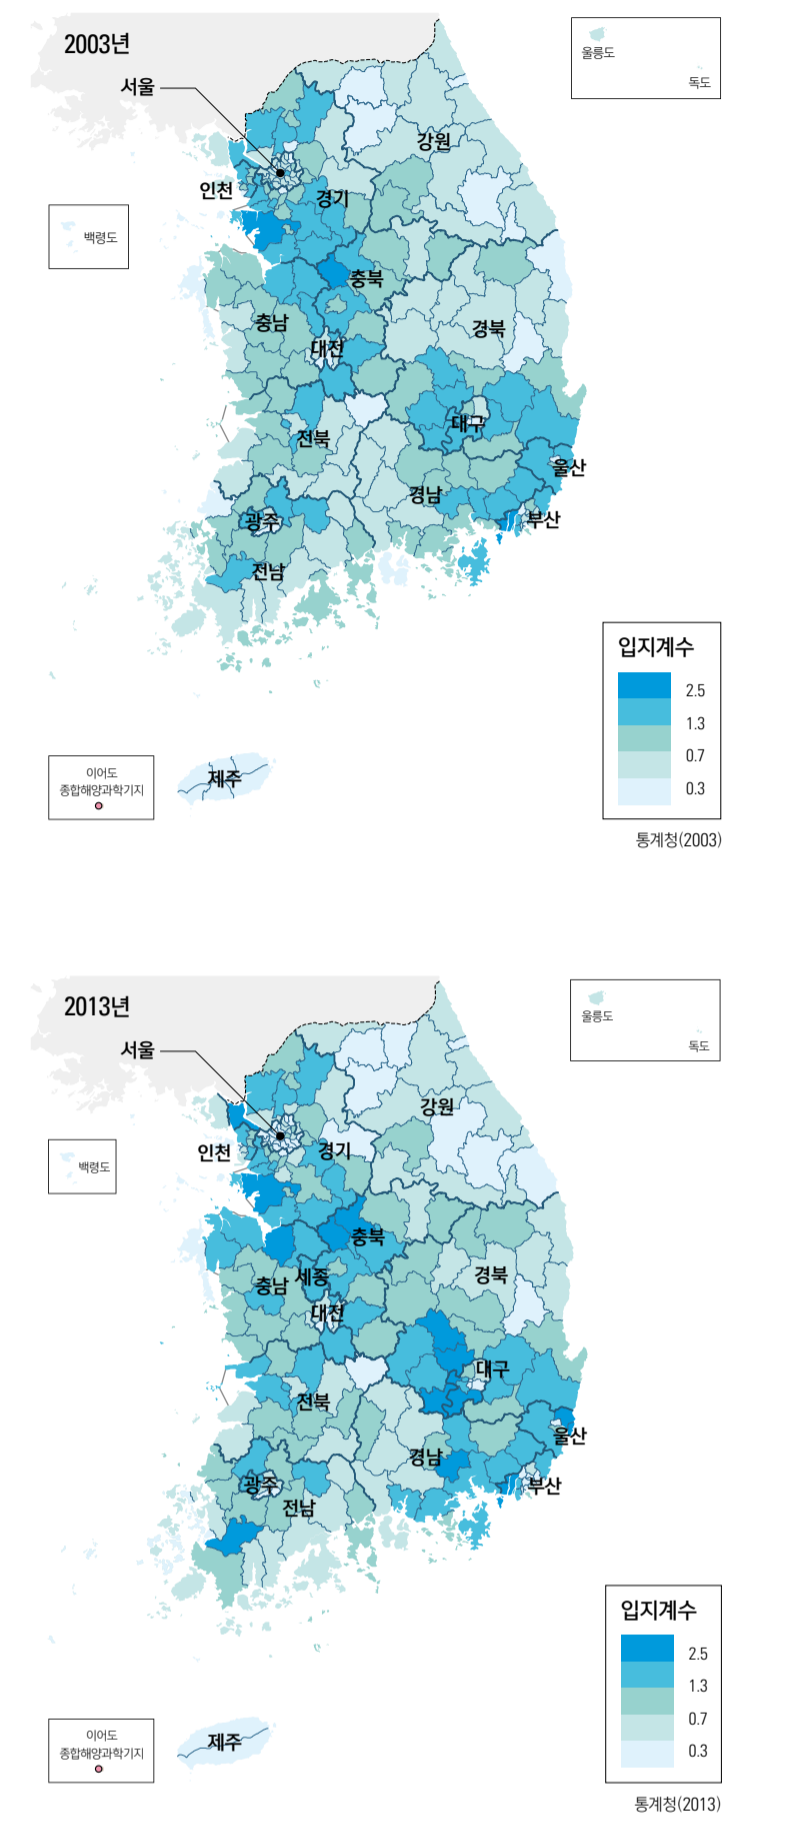 2003년
울릉도
독도
서울
강원
인천
경기
백령도
충북
충남
대전
경북
대구
전북
울산
경남
광주
부산
전남
입지계수
2.5
1.3
0.7
0.3
이어도
종합해양과학기지
제주
통계청(2003)
2013년
울릉도
독도
서울
강원
인천
경기
백령도
충북
세종
충남
경북
대전
대구
전북
울산
경남
광주
부산
전남
입지계수
2.5
1.3
0.7
0.3
이어도
종합해양과학기지
제주
통계청(2013)